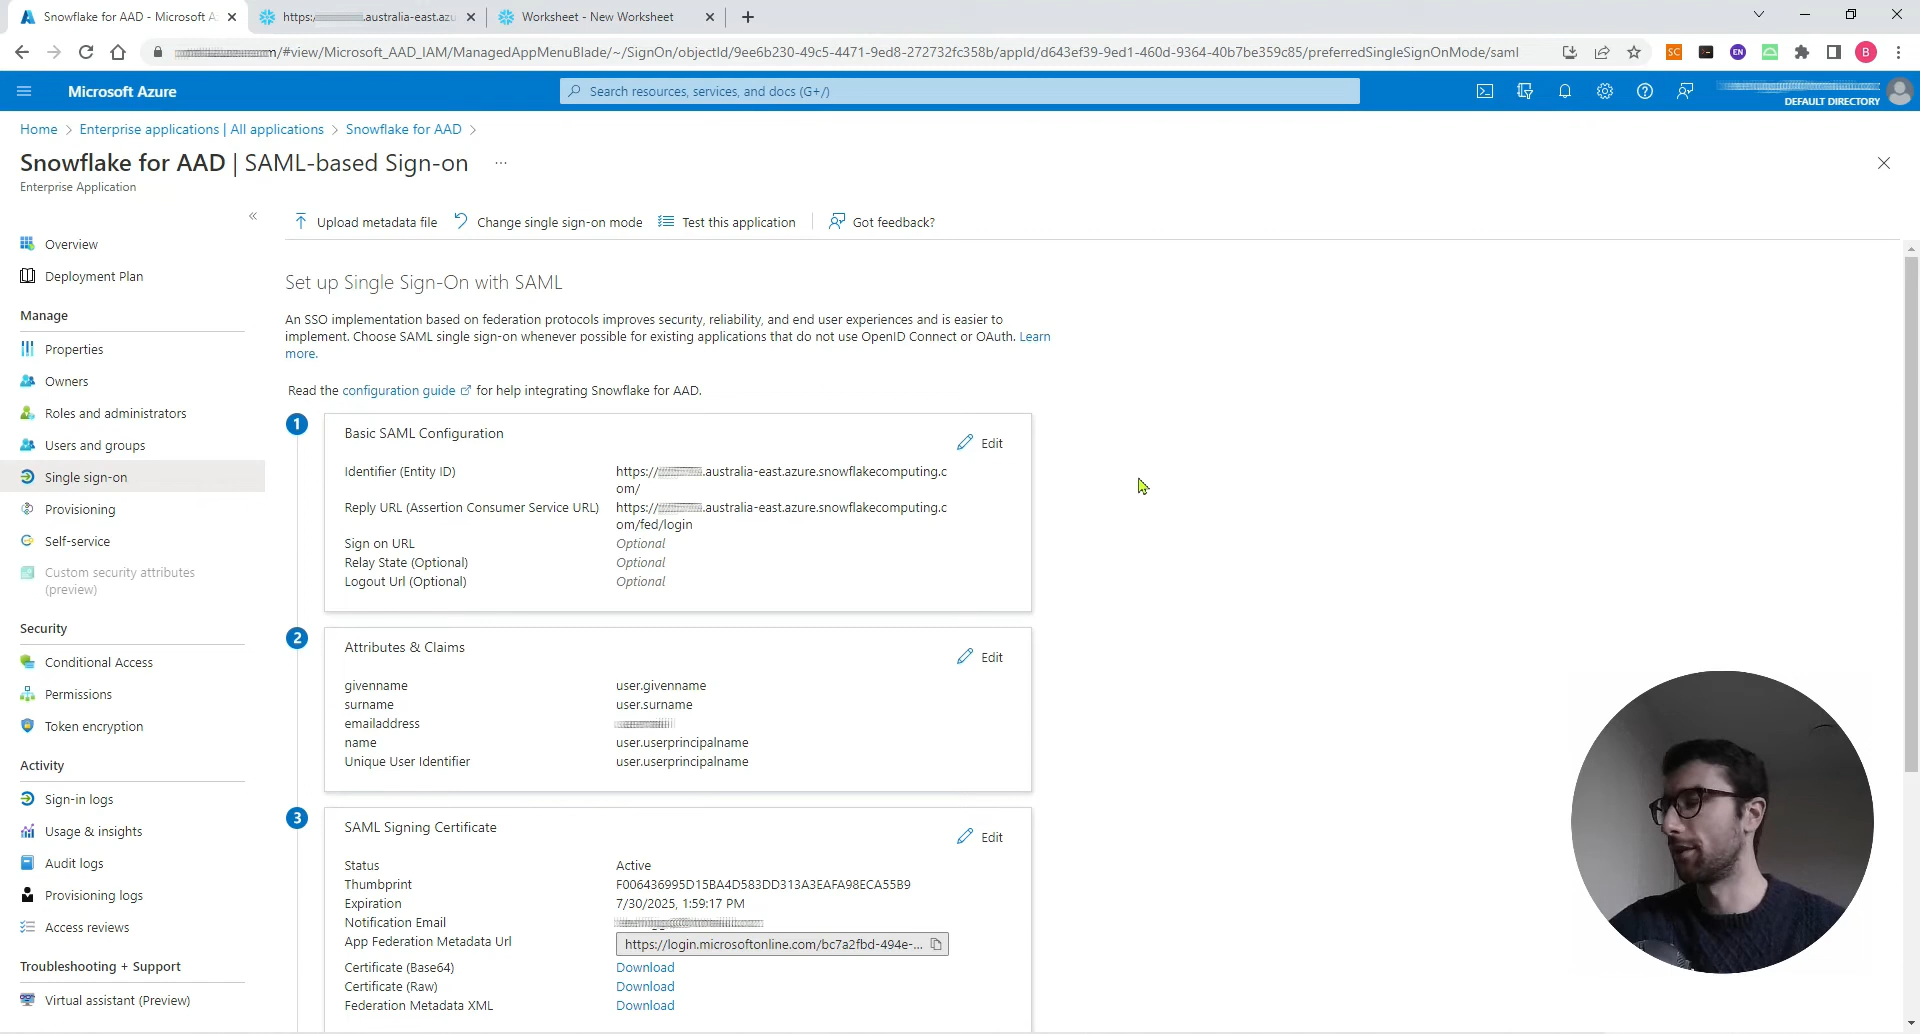 Snowflake for AAD - Microsoft A
https:/ .australia-east.azu
Worksheet - New Worksheet
m/#view/Microsoft_AAD_IAM/ManagedAppMenuBlade/~/SignOn/objectId/9ee6b230-49c5-4471-9ed8-272732fc358b/appId/d643ef39-9ed1-460d-9364-40b7be359c85/preferredSingleSignOnMode/saml
SC
EN
B
Microsoft Azure
Search resources, services, and docs (G+/)
DEFAULT DIRECTORY
Home > Enterprise applications | All applications > Snowflake for AAD >
Snowflake for AAD | SAML-based Sign-on ...
Enterprise Application
«
Upload metadata file
Change single sign-on mode
Test this application
Got feedback?
Overview
Deployment Plan
Manage
Properties
Owners
Roles and administrators
Users and groups
Single sign-on
Provisioning
Self-service
Custom security attributes
(preview)
Security
Conditional Access
Permissions
Token encryption
Activity
Sign-in logs
Usage & insights
Audit logs
Provisioning logs
Access reviews
Troubleshooting + Support
Virtual assistant (Preview)
Set up Single Sign-On with SAML
An SSO implementation based on federation protocols improves security, reliability, and end user experiences and is easier to
implement. Choose SAML single sign-on whenever possible for existing applications that do not use OpenID Connect or OAuth. Learn
more.
Read the configuration guide for help integrating Snowflake for AAD.
1
Basic SAML Configuration
Edit
Identifier (Entity ID) https:// .australia-east.azure.snowflakecomputing.c
om/
Reply URL (Assertion Consumer Service URL) https:// .australia-east.azure.snowflakecomputing.c
om/fed/login
Sign on URL Optional
Relay State (Optional) Optional
Logout Url (Optional) Optional
2
Attributes & Claims
Edit
givenname user.givenname
surname user.surname
emailaddress
name user.userprincipalname
Unique User Identifier user.userprincipalname
3
SAML Signing Certificate
Edit
Status Active
Thumbprint F006436995D15BA4D583DD313A3EAFA98ECA55B9
Expiration 7/30/2025, 1:59:17 PM
Notification Email
App Federation Metadata Url https://login.microsoftonline.com/bc7a2fbd-494e-...
Certificate (Base64) Download
Certificate (Raw) Download
Federation Metadata XML Download